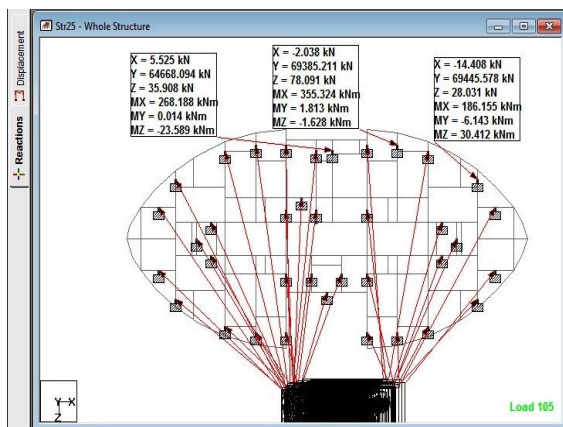 Str25 - Whole Structure
Displacement
Reactions
X = 5.525 kN
Y = 64668.094 kN
Z = 35.908 kN
MX = 268.188 kNm
MY = 0.014 kNm
MZ = -23.589 kNm
X = -2.038 kN
Y = 69385.211 kN
Z = 78.091 kN
MX = 355.324 kNm
MY = 1.813 kNm
MZ = -1.628 kNm
X = -14.408 kN
Y = 69445.578 kN
Z = 28.031 kN
MX = 186.155 kNm
MY = -6.143 kNm
MZ = 30.412 kNm
Y X
Z
Load 105